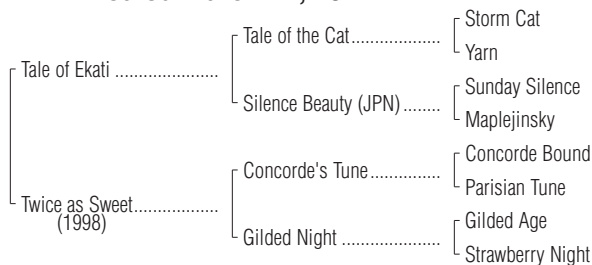 Storm Cat
Tale of the Cat...................
Yarn
Tale of Ekati ......................
Sunday Silence
Silence Beauty (JPN)........
Maplejinsky
Concorde Bound
Concorde's Tune...............
Parisian Tune
Twice as Sweet..................
(1998)
Gilded Age
Gilded Night .....................
Strawberry Night